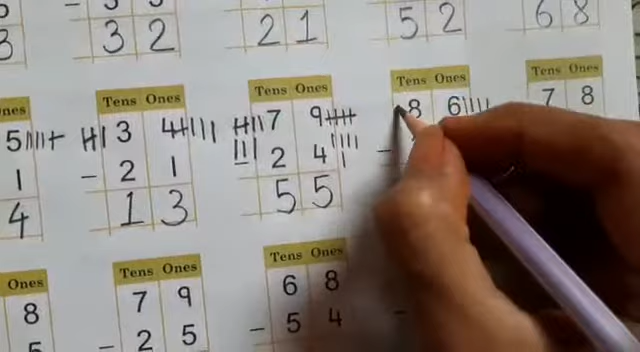 3 - 3 2 2 1 5 2 6 8
Ones Tens Ones Tens Ones Tens Ones Tens Ones
5 3 4 7 9 8 6 7 8
1 - 2 1 2 4 -
4 1 3 5 5
Ones Tens Ones Tens Ones
8 7 9 6 8
5 - 2 5 - 5 4 -